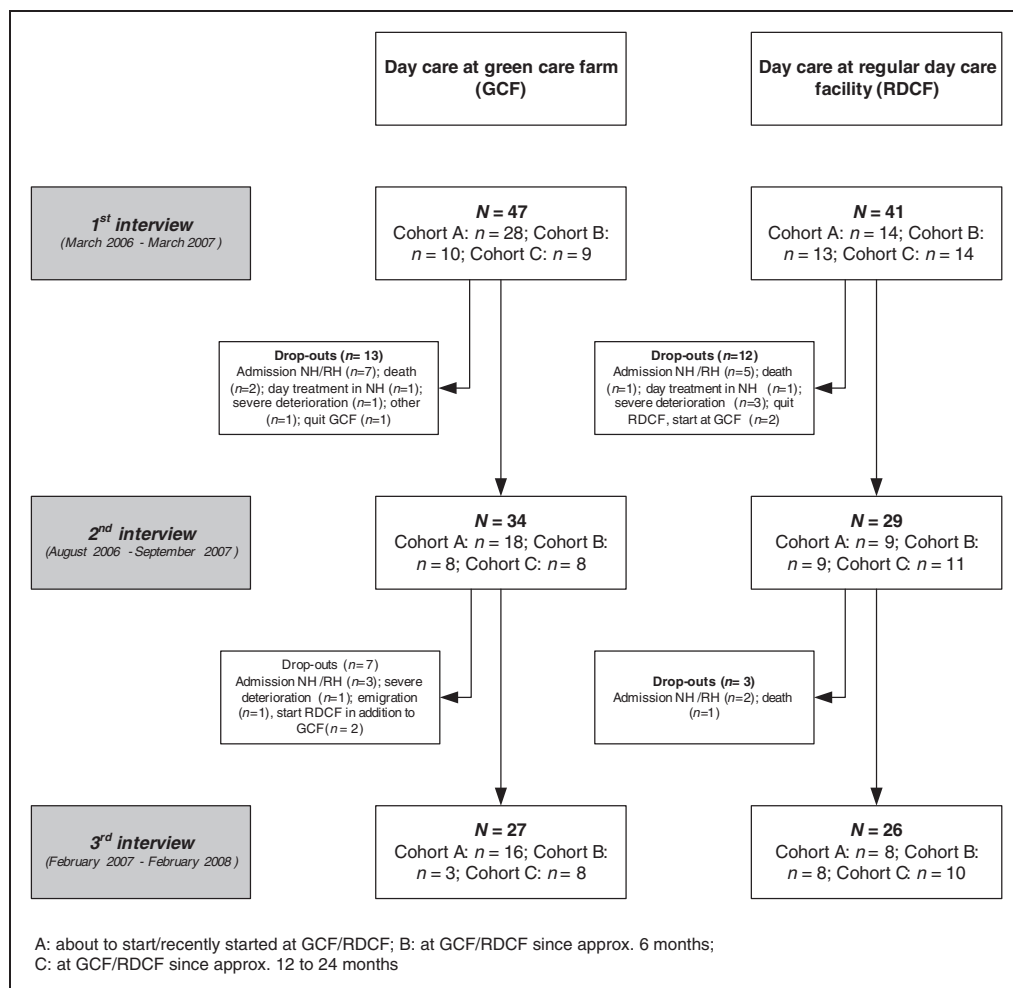 Day care at green care farm
(GCF)
Day care at regular day care
facility (RDCF)
1st interview
(March 2006 - March 2007)
N = 47
Cohort A: n = 28; Cohort B:
n = 10; Cohort C: n = 9
N = 41
Cohort A: n = 14; Cohort B:
n = 13; Cohort C: n = 14
Drop-outs (n= 13)
Admission NH/RH (n=7); death
(n=2); day treatment in NH (n=1);
severe deterioration (n=1); other
(n=1); quit GCF (n=1)
Drop-outs (n=12)
Admission NH/RH (n=5); death
(n=1); day treatment in NH (n=1);
severe deterioration (n=3); quit
RDCF, start at GCF (n=2)
2nd interview
(August 2006 - September 2007)
N = 34
Cohort A: n = 18; Cohort B:
n = 8; Cohort C: n = 8
N = 29
Cohort A: n = 9; Cohort B:
n = 9; Cohort C: n = 11
Drop-outs (n= 7)
Admission NH/RH (n=3); severe
deterioration (n=1); emigration
(n=1), start RDCF in addition to
GCF(n= 2)
Drop-outs (n= 3)
Admission NH/RH (n=2); death
(n=1)
3rd interview
(February 2007 - February 2008)
N = 27
Cohort A: n = 16; Cohort B:
n = 3; Cohort C: n = 8
N = 26
Cohort A: n = 8; Cohort B:
n = 8; Cohort C: n = 10
A: about to start/recently started at GCF/RDCF; B: at GCF/RDCF since approx. 6 months;
C: at GCF/RDCF since approx. 12 to 24 months